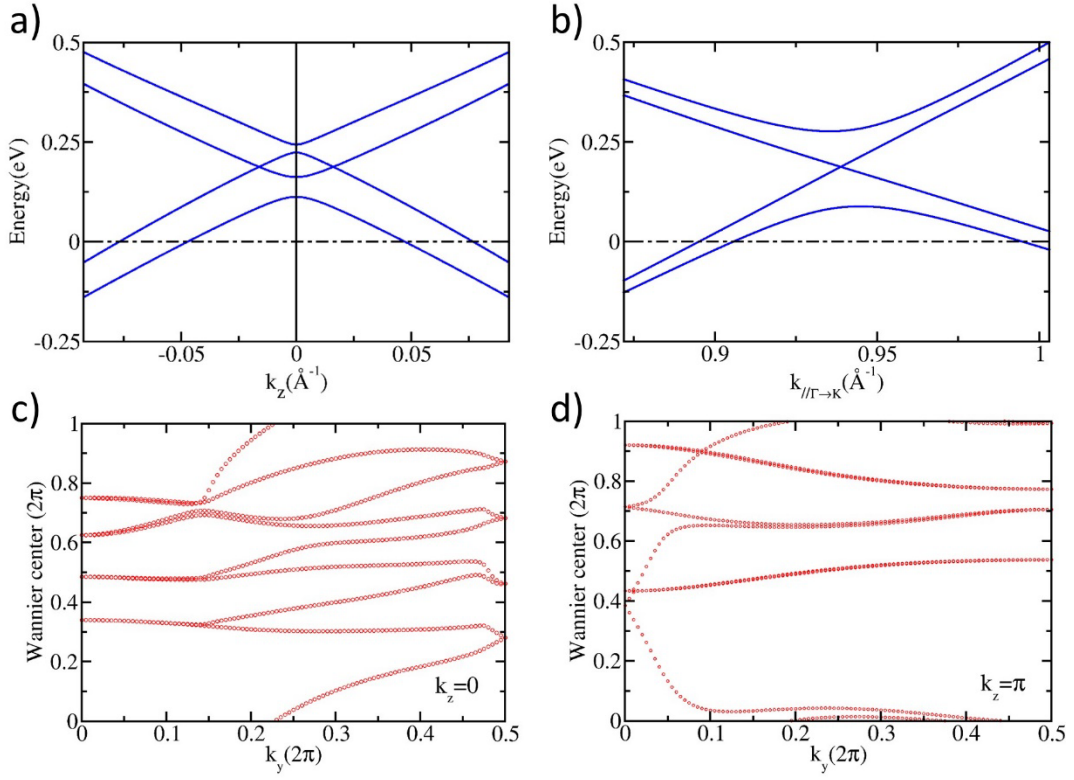 a)
0.5
0.25
0
-0.25
Energy(eV)
-0.05
0
0.05
k_z(Å⁻¹)
b)
0.5
0.25
0
-0.25
Energy(eV)
0.9
0.95
1
k_//Γ→K(Å⁻¹)
c)
1
0.8
0.6
0.4
0.2
0
Wannier center (2π)
k_z=0
0
0.1
0.2
0.3
0.4
0.5
k_y(2π)
d)
1
0.8
0.6
0.4
0.2
0
Wannier center (2π)
k_z=π
0
0.1
0.2
0.3
0.4
0.5
k_y(2π)